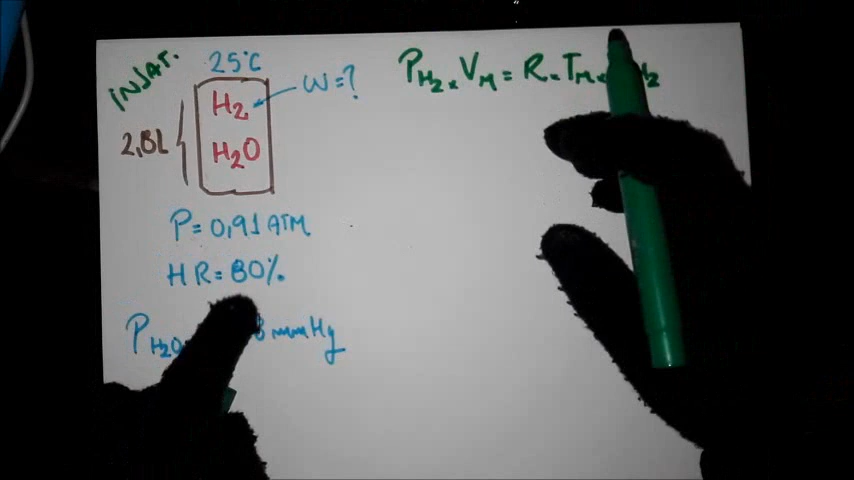 INSAT.
25°C
W=?
H2
H2O
2,8L
P= 0,91 ATM
HR= 80%
PH2O mmHg
PH2 x VM = R x TM x